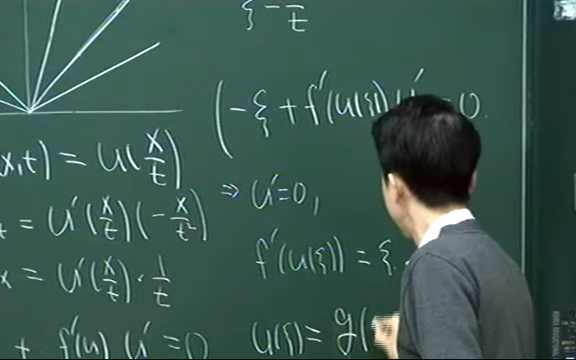 ξ = x/t
(-ξ + f'(u(ξ))) u' = 0.
x,t) = u(x/t)
t = u'(x/t)(-x/t²)
⇒ u'=0,
x = u'(x/t)·1/t
f'(u(ξ)) = ξ.
+ f'(u) u' = 0
u(ξ) = g(